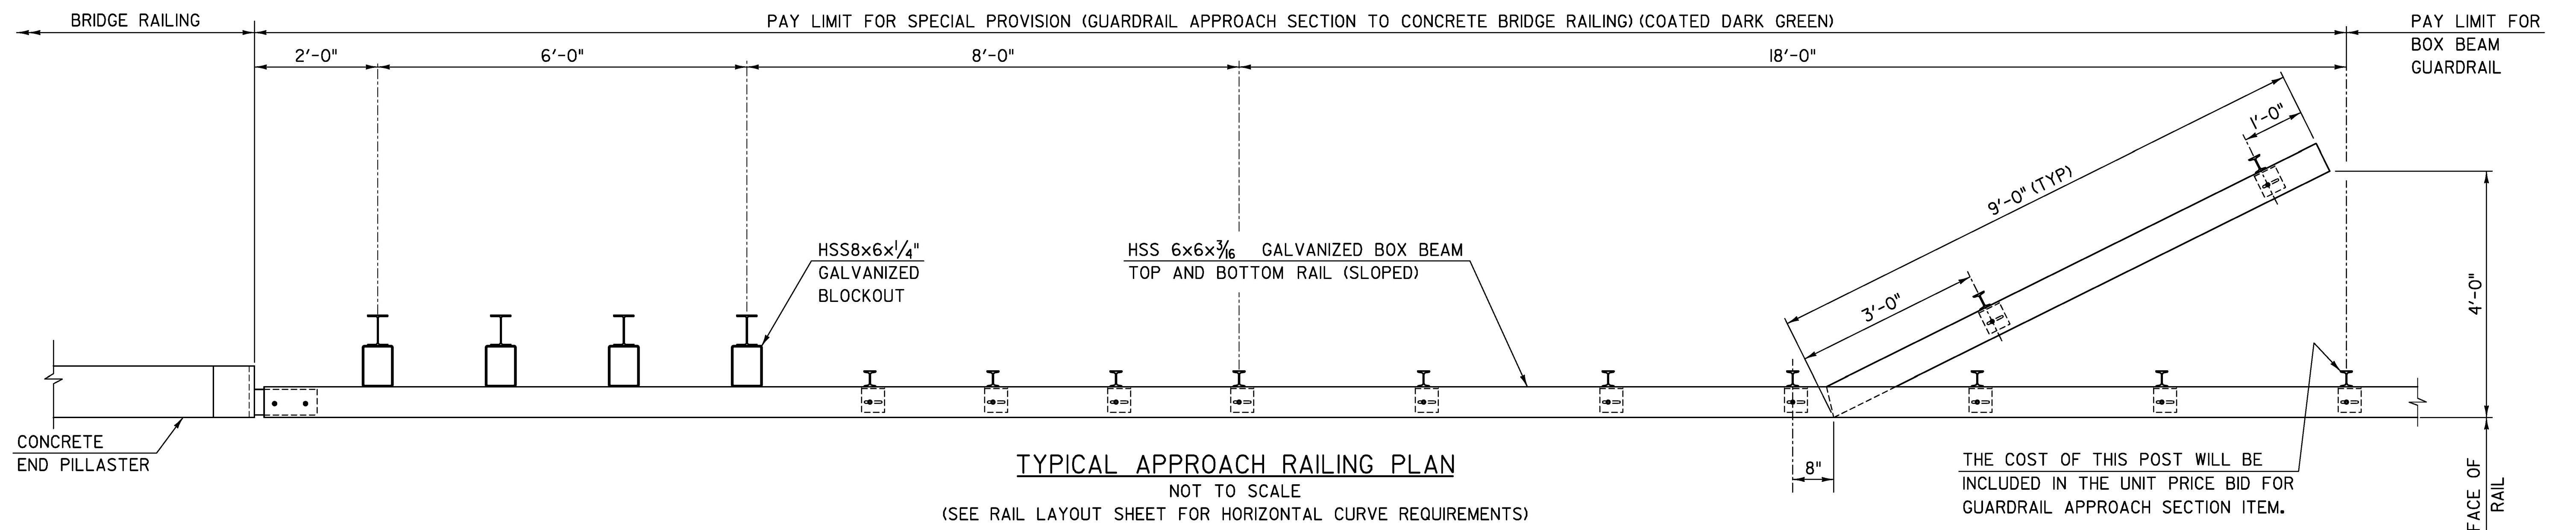 BRIDGE RAILING
PAY LIMIT FOR SPECIAL PROVISION (GUARDRAIL APPROACH SECTION TO CONCRETE BRIDGE RAILING) (COATED DARK GREEN)
PAY LIMIT FOR
BOX BEAM
GUARDRAIL
2'-0"
6'-0"
8'-0"
18'-0"
1'-0"
9'-0" (TYP)
3'-0"
4'-0"
HSS8x6x1/4"
GALVANIZED
BLOCKOUT
HSS 6x6x3/16 GALVANIZED BOX BEAM
TOP AND BOTTOM RAIL (SLOPED)
CONCRETE
END PILLASTER
8"
THE COST OF THIS POST WILL BE
INCLUDED IN THE UNIT PRICE BID FOR
GUARDRAIL APPROACH SECTION ITEM.
FACE OF
RAIL
TYPICAL APPROACH RAILING PLAN
NOT TO SCALE
(SEE RAIL LAYOUT SHEET FOR HORIZONTAL CURVE REQUIREMENTS)